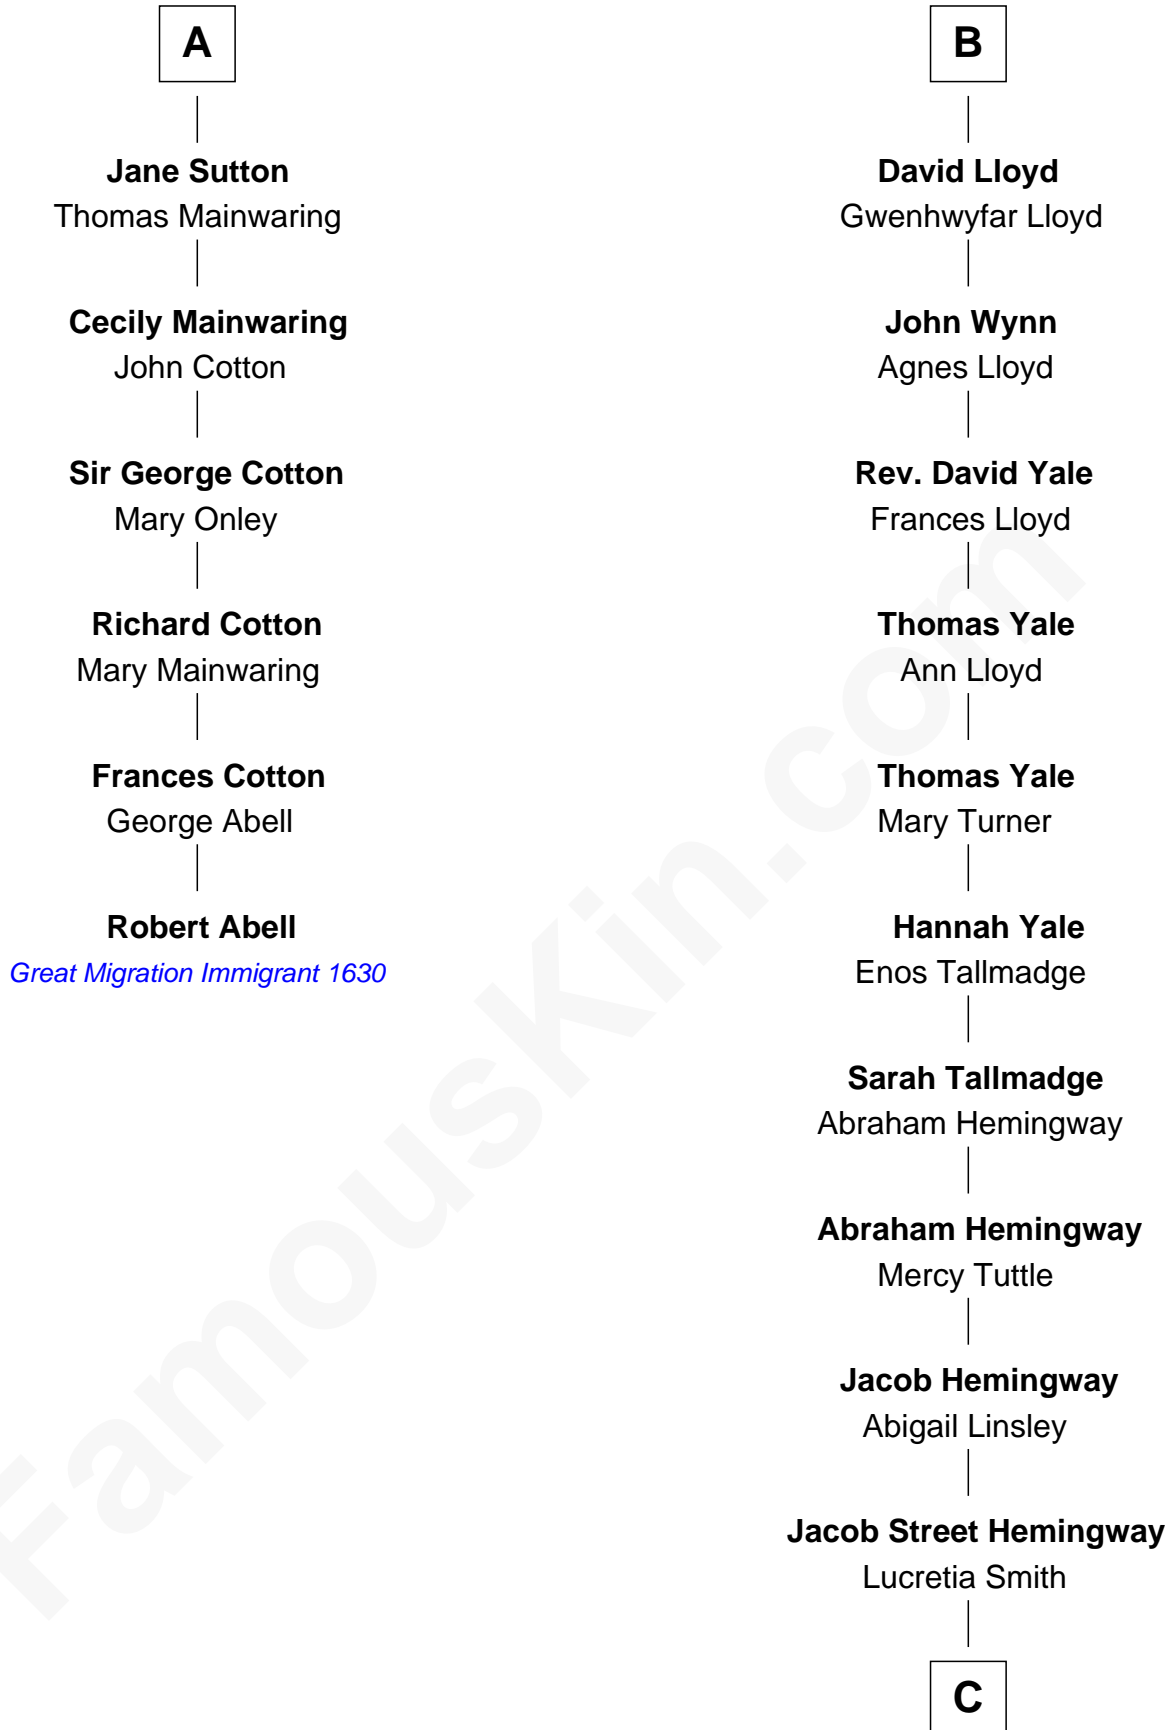 A
Jane Sutton
Thomas Mainwaring
Cecily Mainwaring
John Cotton
Sir George Cotton
Mary Onley
Richard Cotton
Mary Mainwaring
Frances Cotton
George Abell
Robert Abell
Great Migration Immigrant 1630
B
David Lloyd
Gwenhwyfar Lloyd
John Wynn
Agnes Lloyd
Rev. David Yale
Frances Lloyd
Thomas Yale
Ann Lloyd
Thomas Yale
Mary Turner
Hannah Yale
Enos Tallmadge
Sarah Tallmadge
Abraham Hemingway
Abraham Hemingway
Mercy Tuttle
Jacob Hemingway
Abigail Linsley
Jacob Street Hemingway
Lucretia Smith
C
FamousKin.com